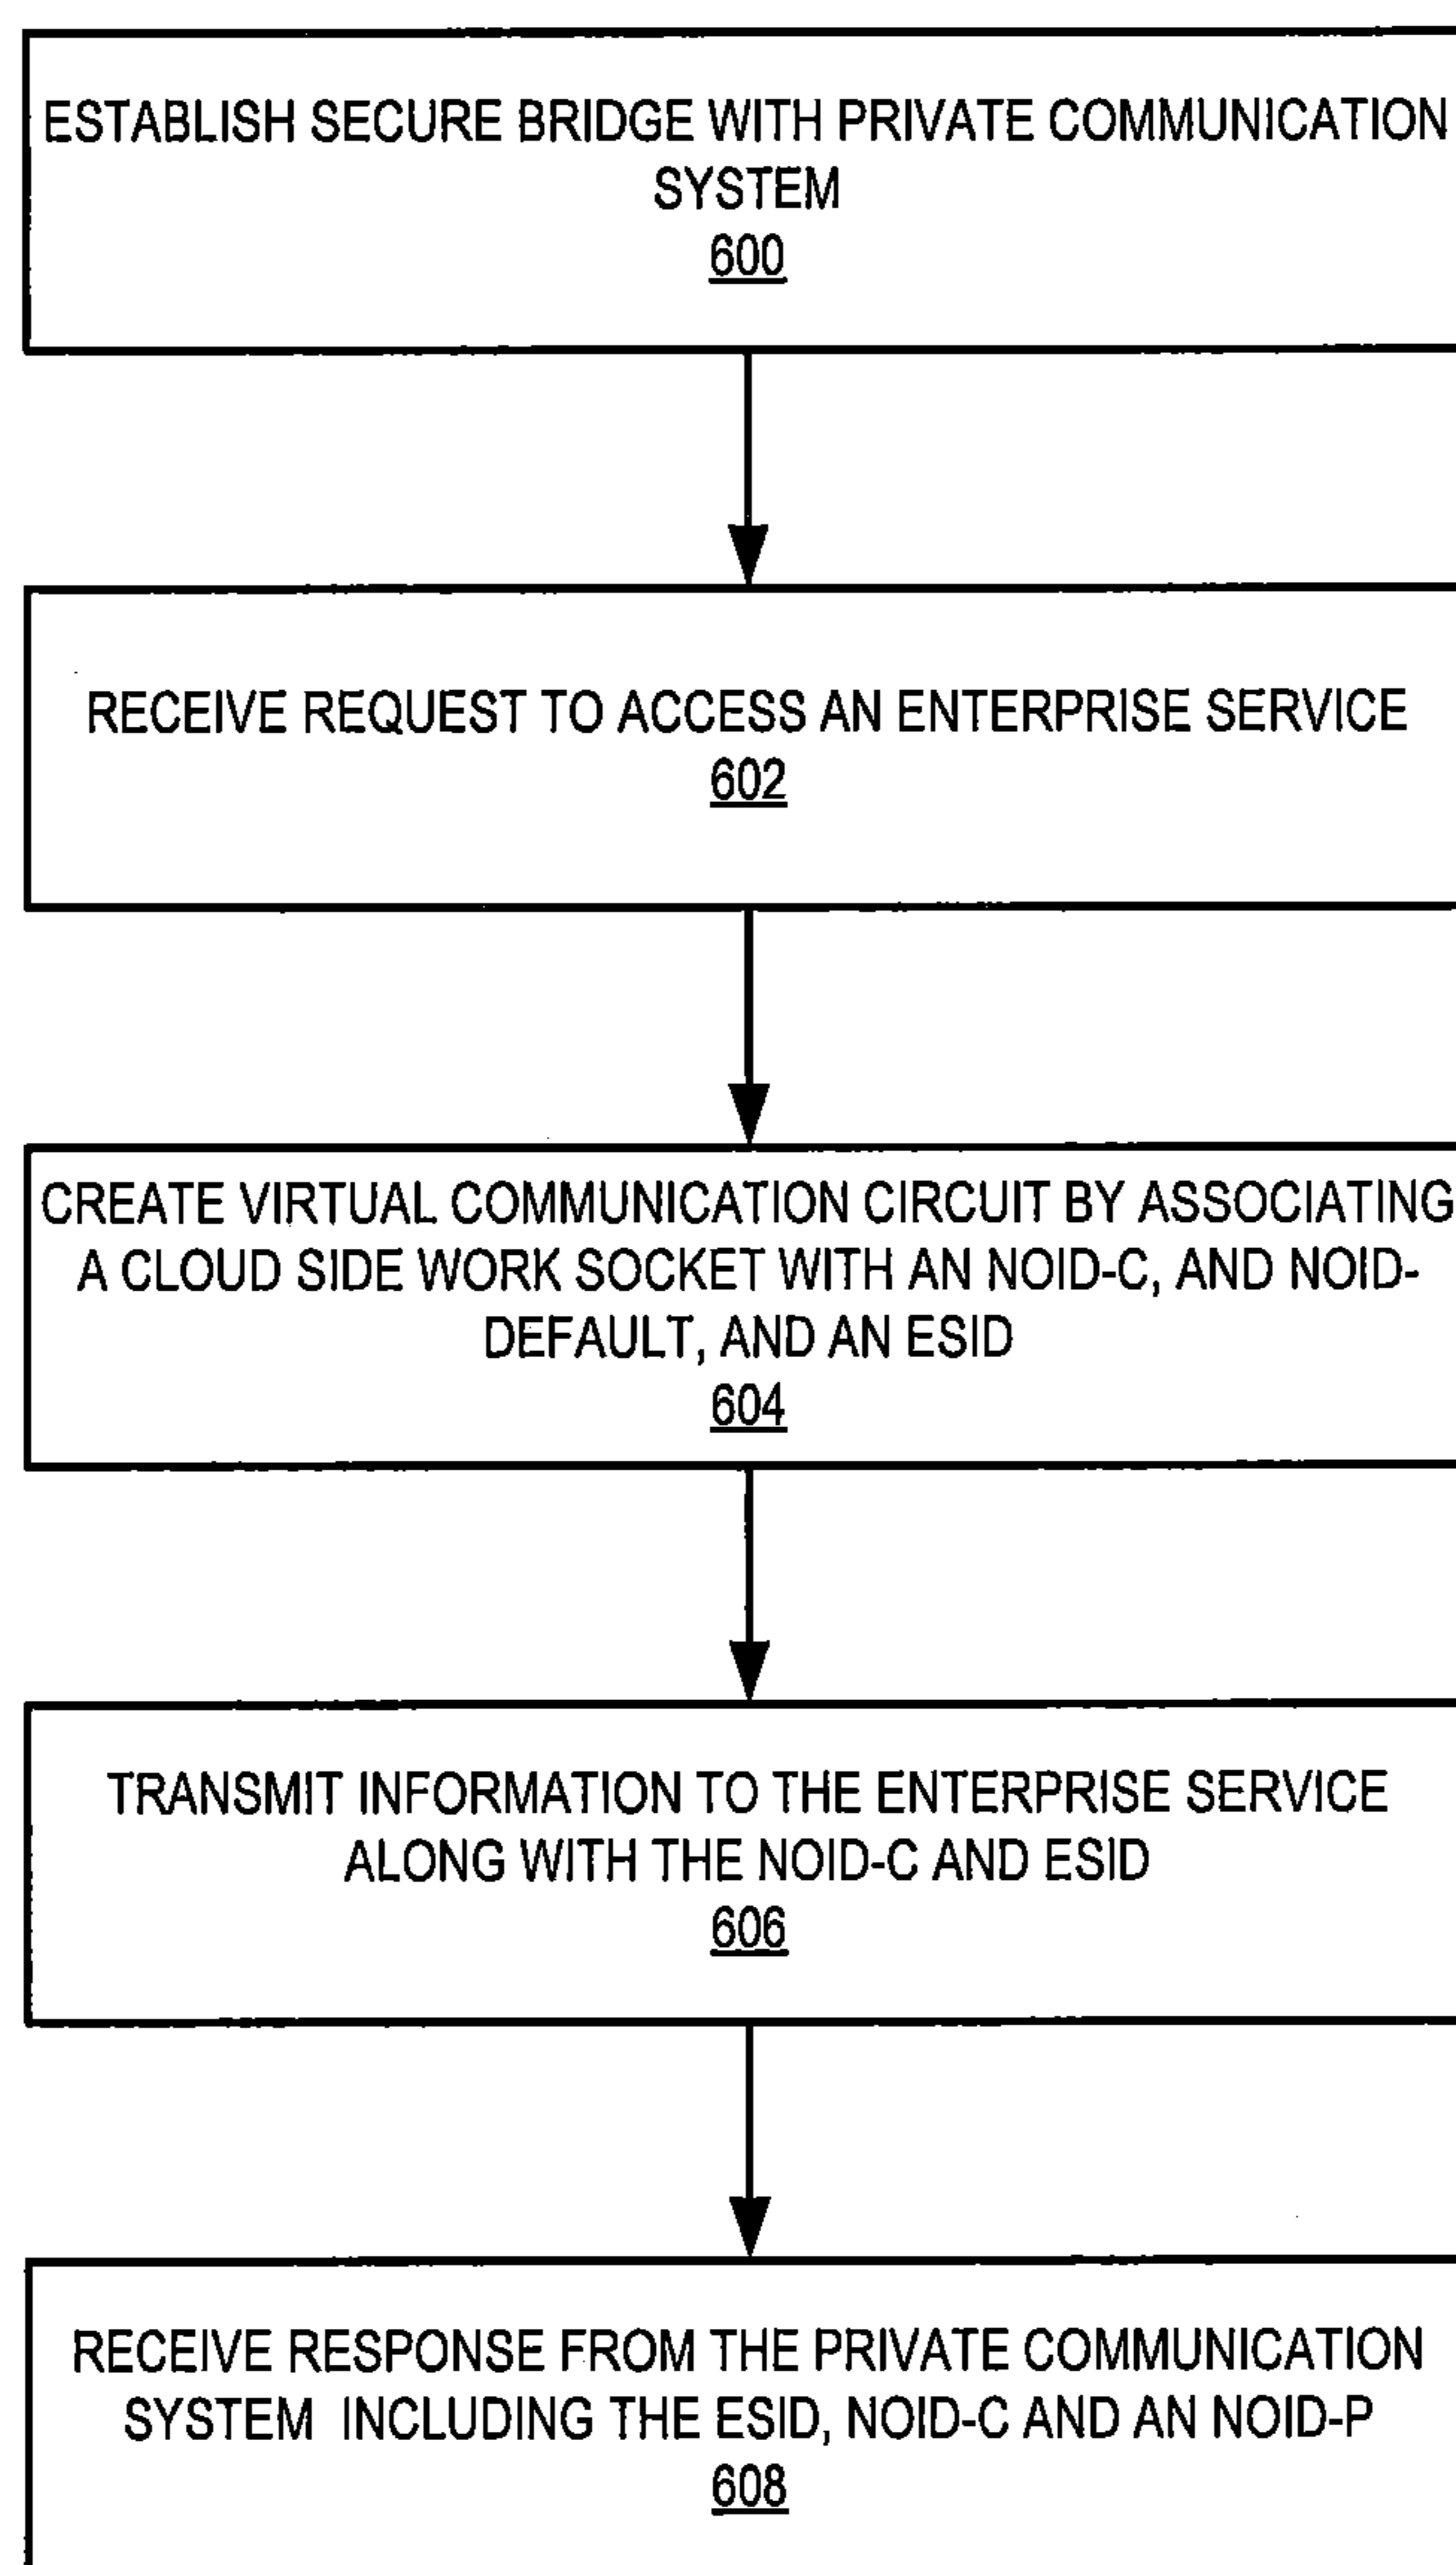 ESTABLISH SECURE BRIDGE WITH PRIVATE COMMUNICATION
SYSTEM
600
RECEIVE REQUEST TO ACCESS AN ENTERPRISE SERVICE
602
CREATE VIRTUAL COMMUNICATION CIRCUIT BY ASSOCIATING
A CLOUD SIDE WORK SOCKET WITH AN NOID-C, AND NOID-
DEFAULT, AND AN ESID
604
TRANSMIT INFORMATION TO THE ENTERPRISE SERVICE
ALONG WITH THE NOID-C AND ESID
606
RECEIVE RESPONSE FROM THE PRIVATE COMMUNICATION
SYSTEM INCLUDING THE ESID, NOID-C AND AN NOID-P
608